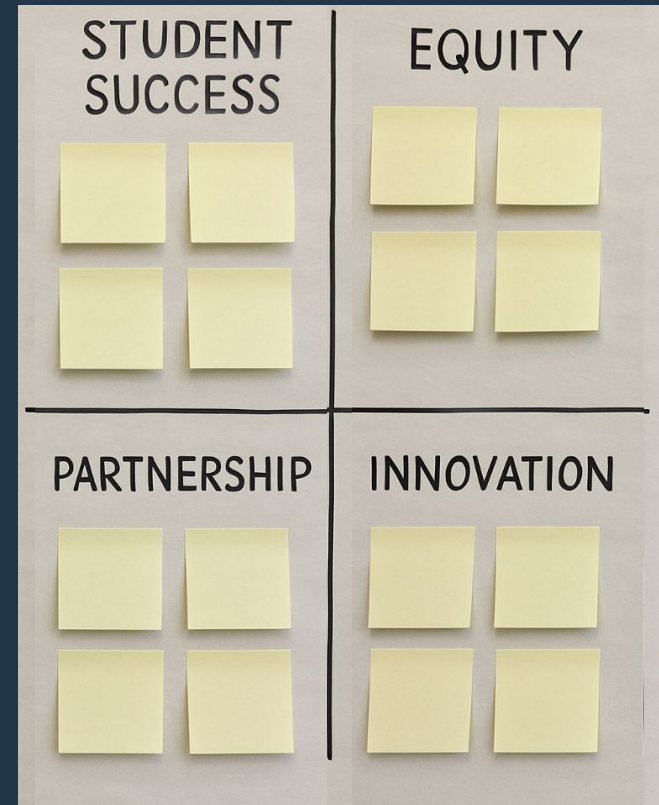 STUDENT
SUCCESS
EQUITY
PARTNERSHIP
INNOVATION